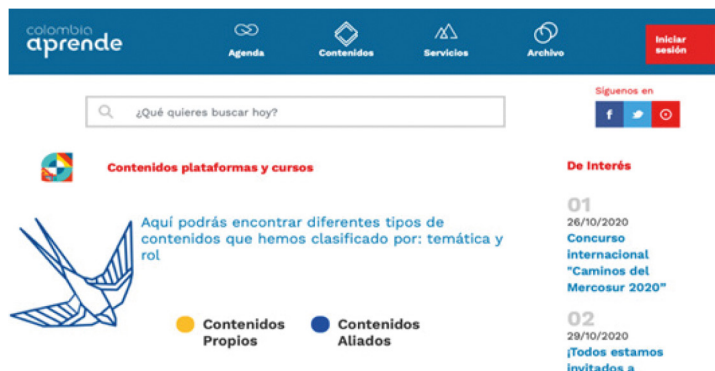 colombia
aprende
Agenda
Contenidos
Servicios
Archivo
Iniciar
sesión
Síguenos en
¿Qué quieres buscar hoy?
Contenidos plataformas y cursos
Aquí podrás encontrar diferentes tipos de
contenidos que hemos clasificado por: temática y
rol
Contenidos
Propios
Contenidos
Aliados
De Interés
01
26/10/2020
Concurso
internacional
"Caminos del
Mercosur 2020”
02
29/10/2020
¡Todos estamos
invitados a